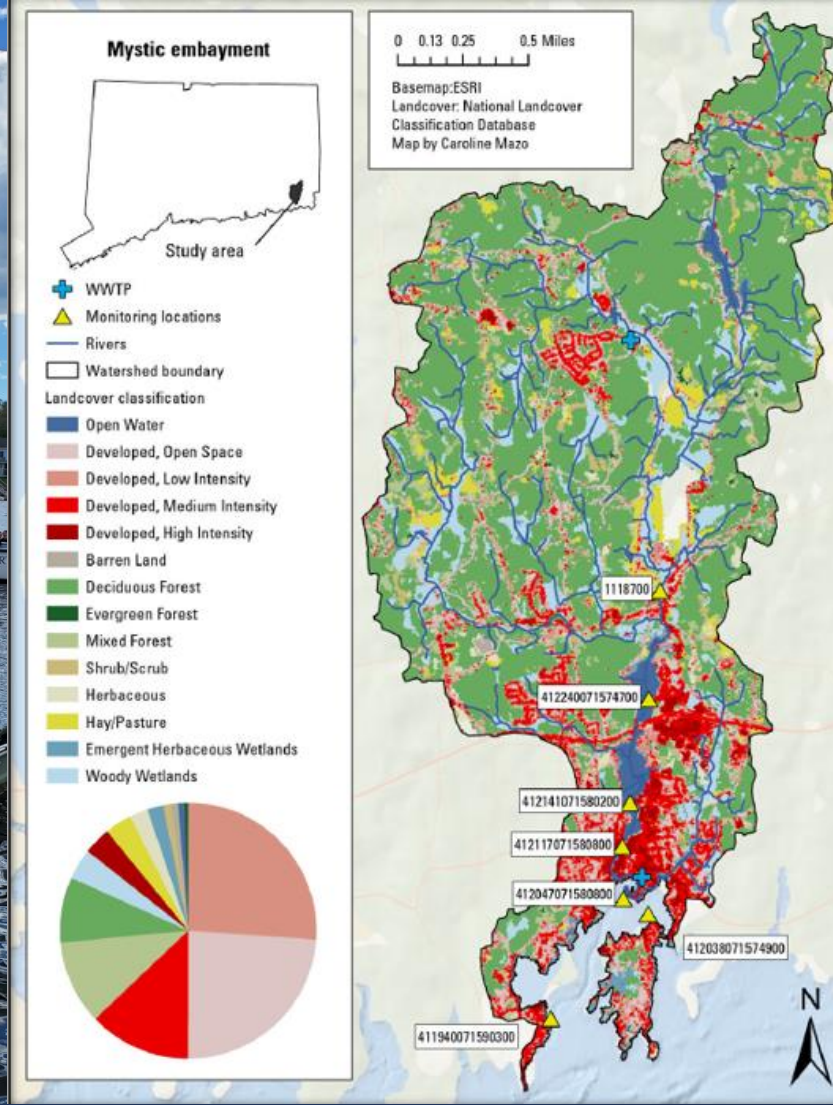 Mystic embayment
Study area
WWTP
Monitoring locations
Rivers
Watershed boundary
Landcover classification
Open Water
Developed, Open Space
Developed, Low Intensity
Developed, Medium Intensity
Developed, High Intensity
Barren Land
Deciduous Forest
Evergreen Forest
Mixed Forest
Shrub/Scrub
Herbaceous
Hay/Pasture
Emergent Herbaceous Wetlands
Woody Wetlands
0 0.13 0.25 0.5 Miles
Basemap:ESRI
Landcover: National Landcover
Classification Database
Map by Caroline Mazo
1118700
412240071574700
412141071580200
412117071580800
412047071580800
412038071574900
411940071590300
N